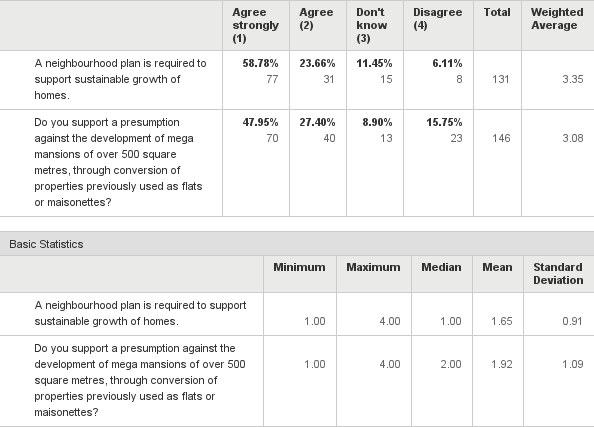 Agree strongly (1) Agree (2) Don't know (3) Disagree (4) Total Weighted Average
A neighbourhood plan is required to 58.78% 23.66% 11.45% 6.11%
support sustainable growth of 77 31 15 8 131 3.35
homes.
Do you support a presumption 47.95% 27.40% 8.90% 15.75%
against the development of mega 70 40 13 23 146 3.08
mansions of over 500 square
metres, through conversion of
properties previously used as flats
or maisonettes?
Basic Statistics
Minimum Maximum Median Mean Standard Deviation
A neighbourhood plan is required to support
sustainable growth of homes. 1.00 4.00 1.00 1.65 0.91
Do you support a presumption against the
development of mega mansions of over 500 1.00 4.00 2.00 1.92 1.09
square metres, through conversion of
properties previously used as flats or
maisonettes?